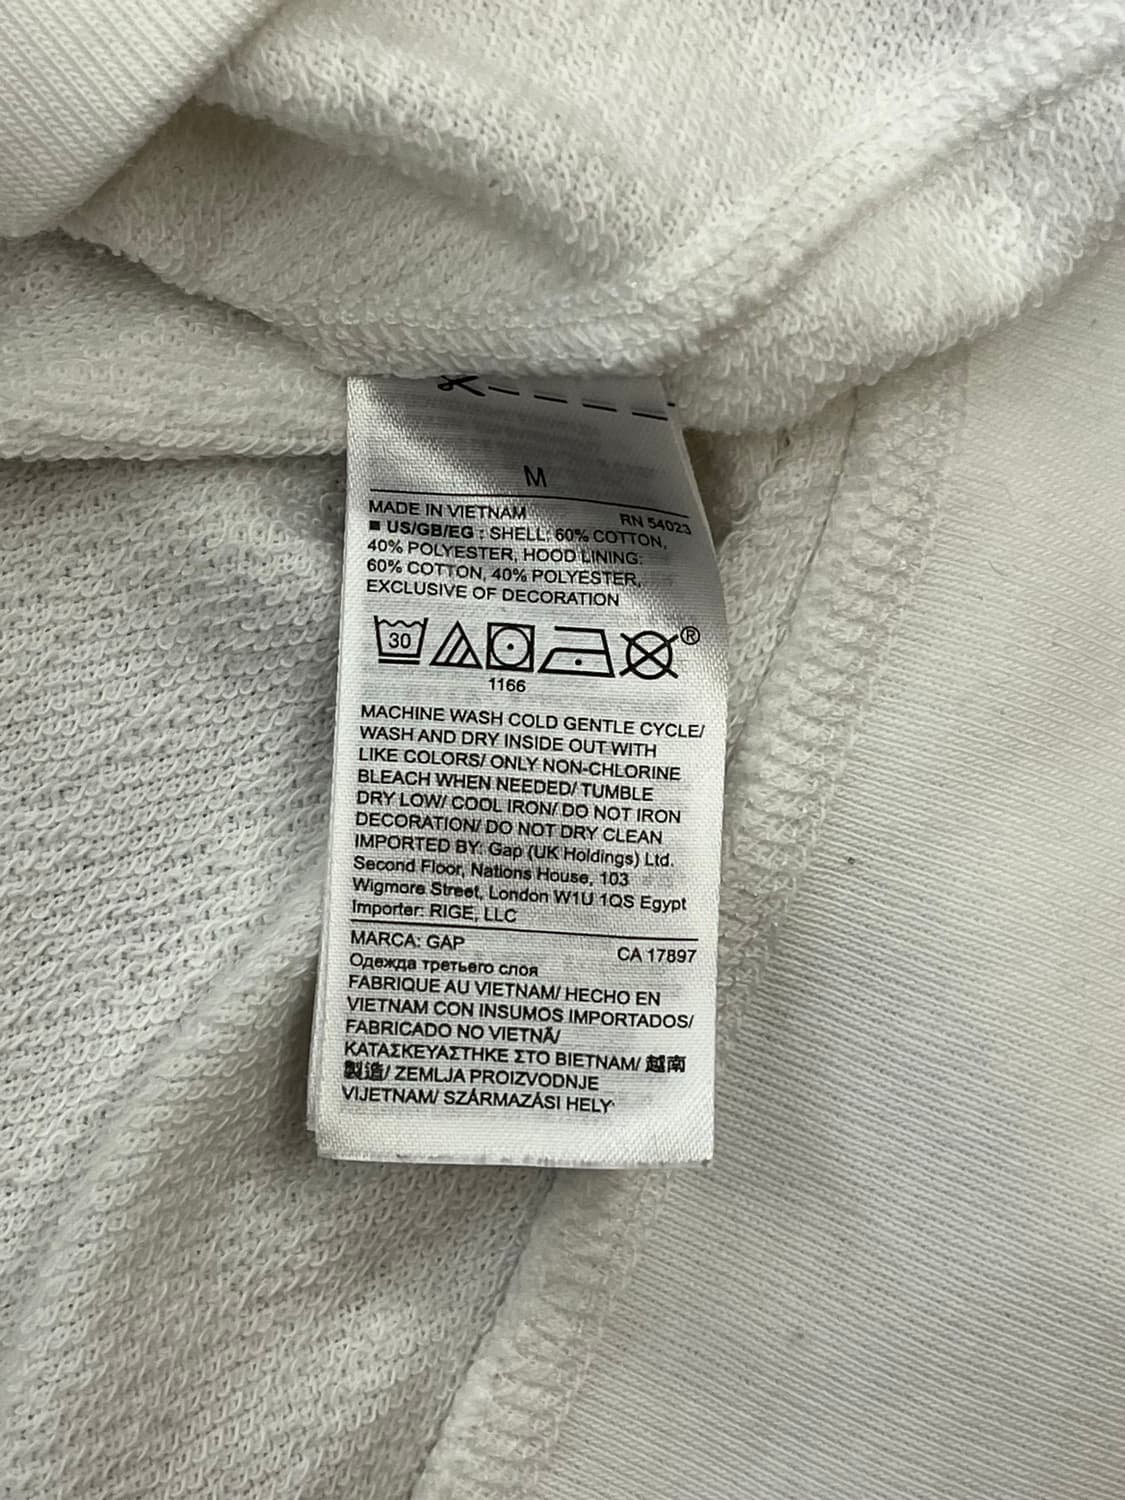 M
MADE IN VIETNAM RN 54023
■ US/GB/EG : SHELL: 60% COTTON,
40% POLYESTER, HOOD LINING:
60% COTTON, 40% POLYESTER,
EXCLUSIVE OF DECORATION
30 ®
1166
MACHINE WASH COLD GENTLE CYCLE/
WASH AND DRY INSIDE OUT WITH
LIKE COLORS/ ONLY NON-CHLORINE
BLEACH WHEN NEEDED/ TUMBLE
DRY LOW/ COOL IRON/ DO NOT IRON
DECORATION/ DO NOT DRY CLEAN
IMPORTED BY: Gap (UK Holdings) Ltd.
Second Floor, Nations House, 103
Wigmore Street, London W1U 1QS Egypt
Importer: RIGE, LLC
MARCA: GAP CA 17897
Одежда третьего слоя
FABRIQUE AU VIETNAM/ HECHO EN
VIETNAM CON INSUMOS IMPORTADOS/
FABRICADO NO VIETNÃ/
ΚΑΤΑΣΚΕΥΑΣΤΗΚΕ ΣΤΟ ΒΙΕΤΝΑΜ/ 越南
製造/ ZEMLJA PROIZVODNJE
VIJETNAM/ SZÁRMAZÁSI HELY